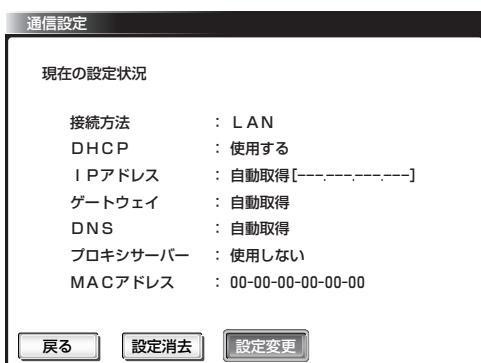 通信設定
現在の設定状況
接続方法 : LAN
DHCP : 使用する
IPアドレス : 自動取得[---.---.---.---]
ゲートウェイ : 自動取得
DNS : 自動取得
プロキシサーバー : 使用しない
MACアドレス : 00-00-00-00-00-00
戻る 設定消去 設定変更